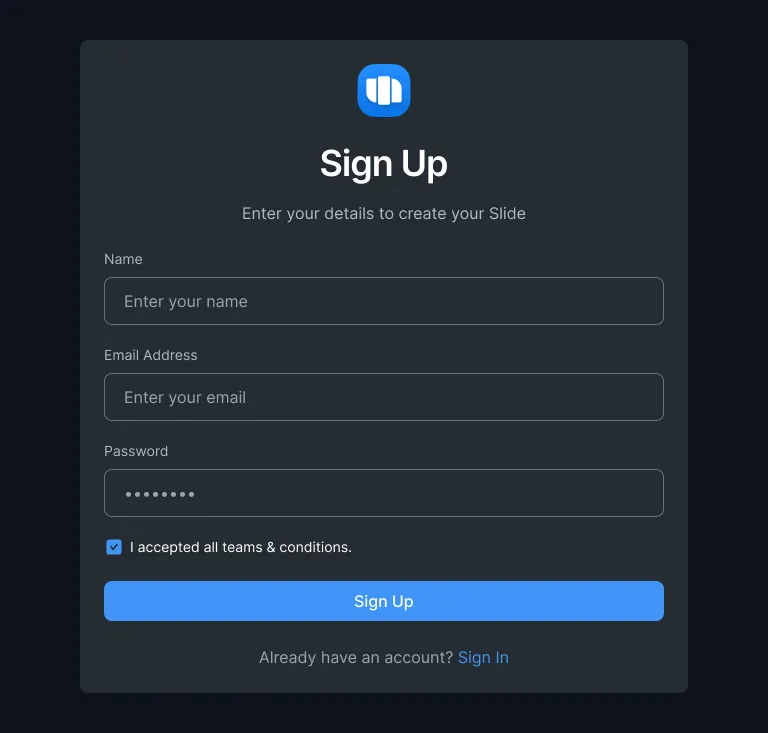 Sign Up
Enter your details to create your Slide
Name
Enter your name
Email Address
Enter your email
Password
••••••••
I accepted all teams & conditions.
Sign Up
Already have an account? Sign In